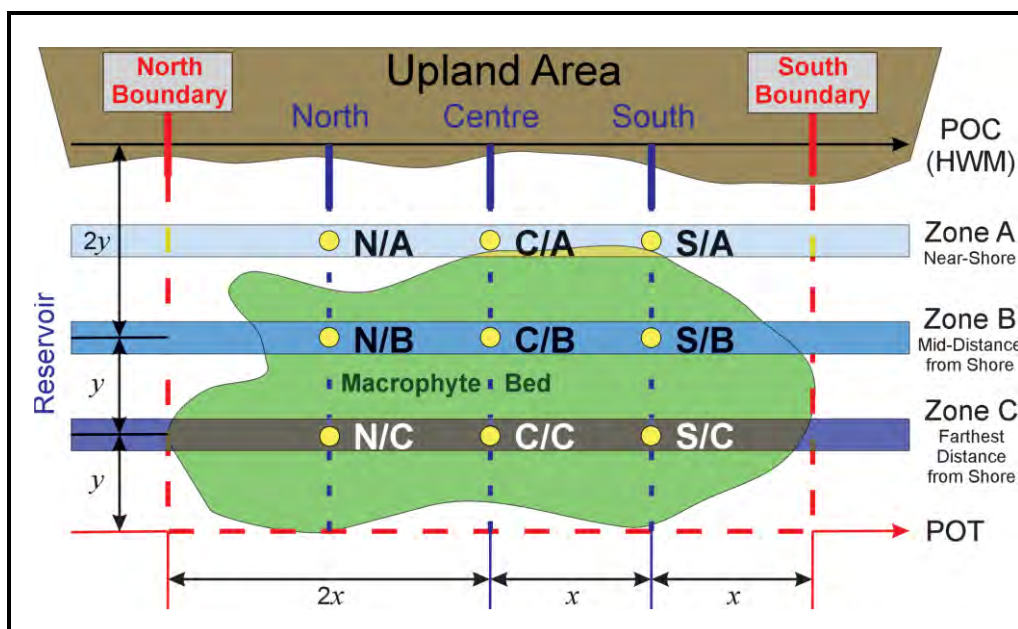 Upland Area
North
Boundary
South
Boundary
North
Centre
South
POC
(HWM)
2y
N/A
C/A
S/A
Zone A
Near-Shore
Reservoir
N/B
C/B
S/B
Zone B
Mid-Distance
from Shore
y
Macrophyte Bed
N/C
C/C
S/C
Zone C
Farthest
Distance
from Shore
y
POT
2x
x
x